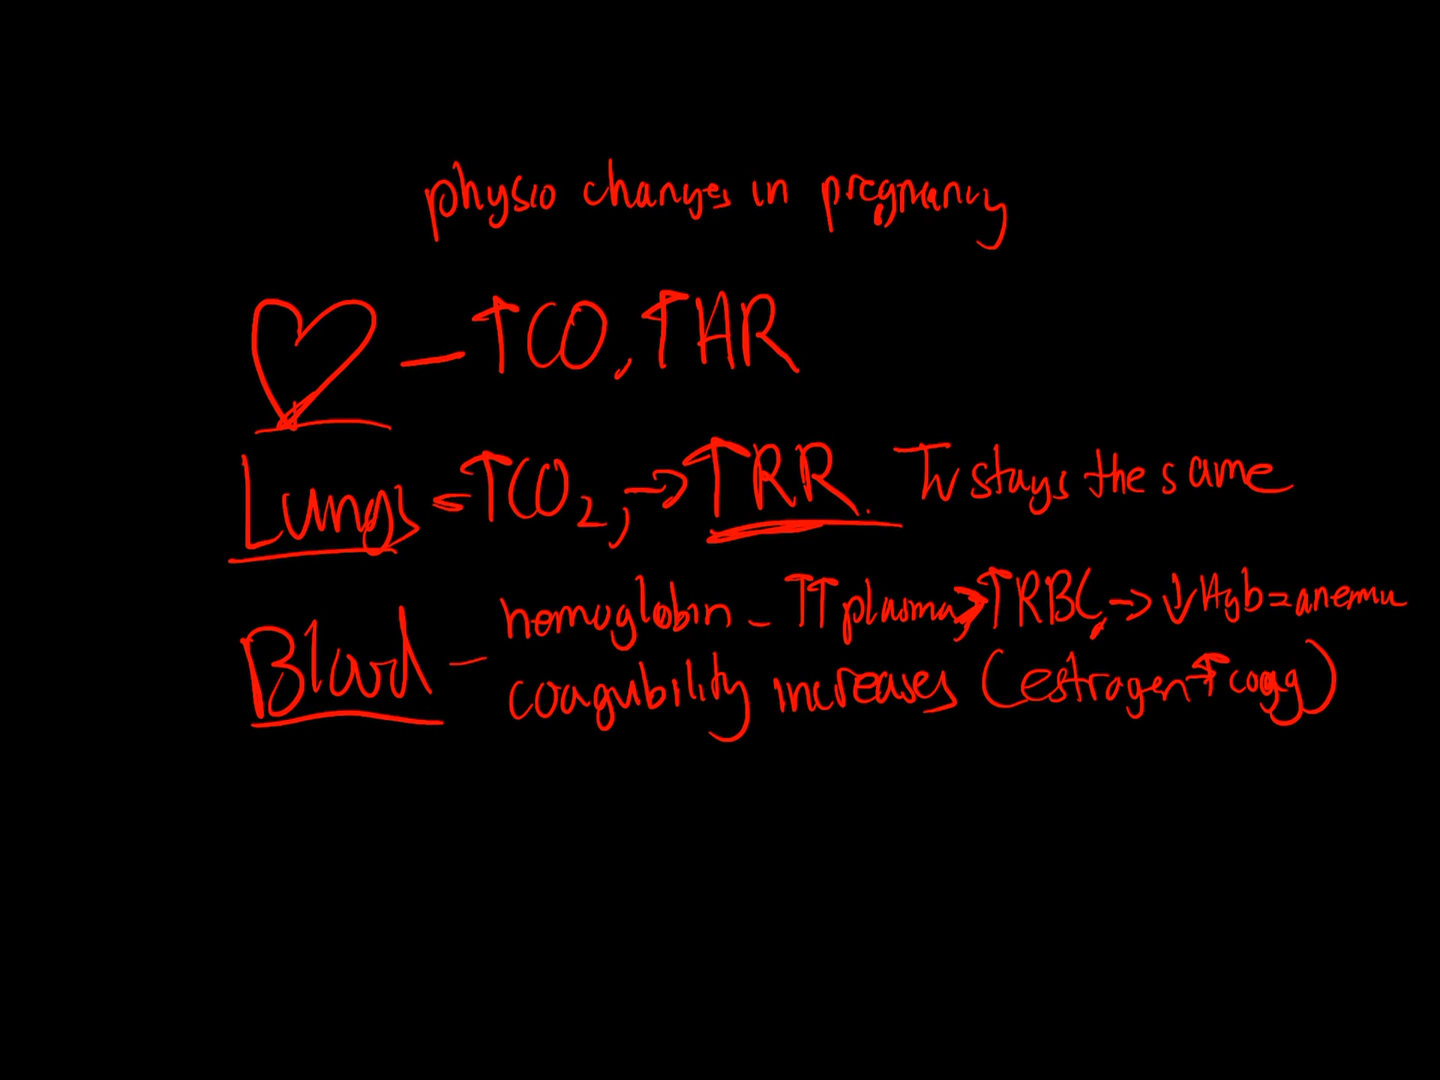 physio changes in pregnancy
– ↑CO, ↑HR
Lungs = ↑CO₂, → ↑RR. TV stays the same
Blood – hemoglobin – ↑↑plasma > ↑RBC, → ↓Hgb = anemia
coagubility increases (estrogen → ↑ coag)